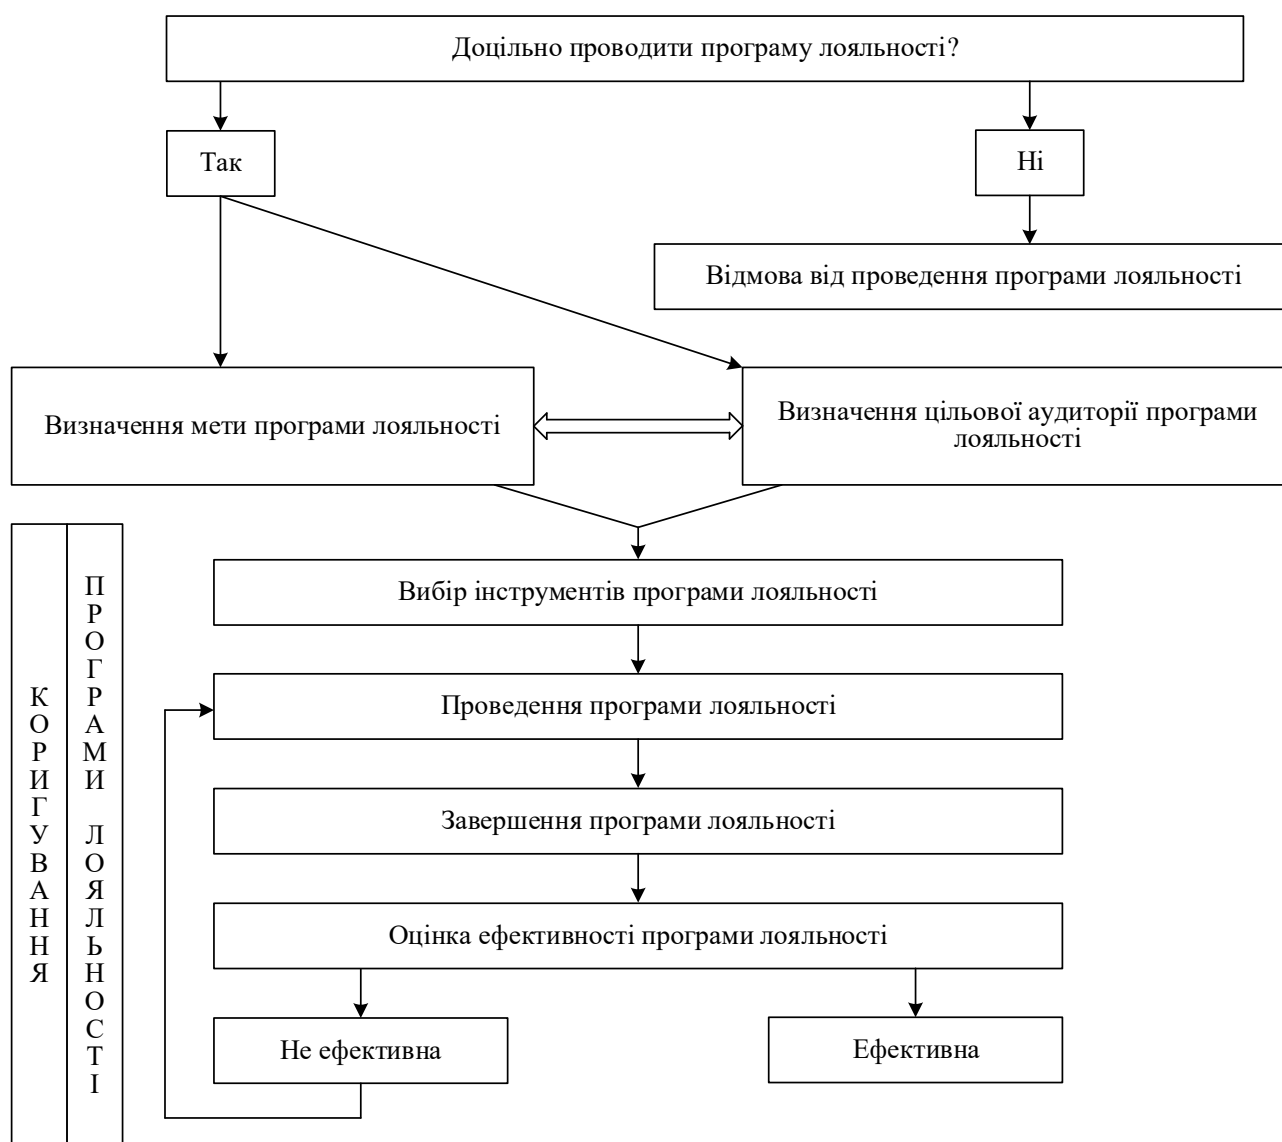 Доцільно проводити програму лояльності?
Так
Ні
Відмова від проведення програми лояльності
Визначення мети програми лояльності
Визначення цільової аудиторії програми
лояльності
КОРИГУВАННЯ
ПРОГРАМИ ЛОЯЛЬНОСТІ
Вибір інструментів програми лояльності
Проведення програми лояльності
Завершення програми лояльності
Оцінка ефективності програми лояльності
Не ефективна
Ефективна